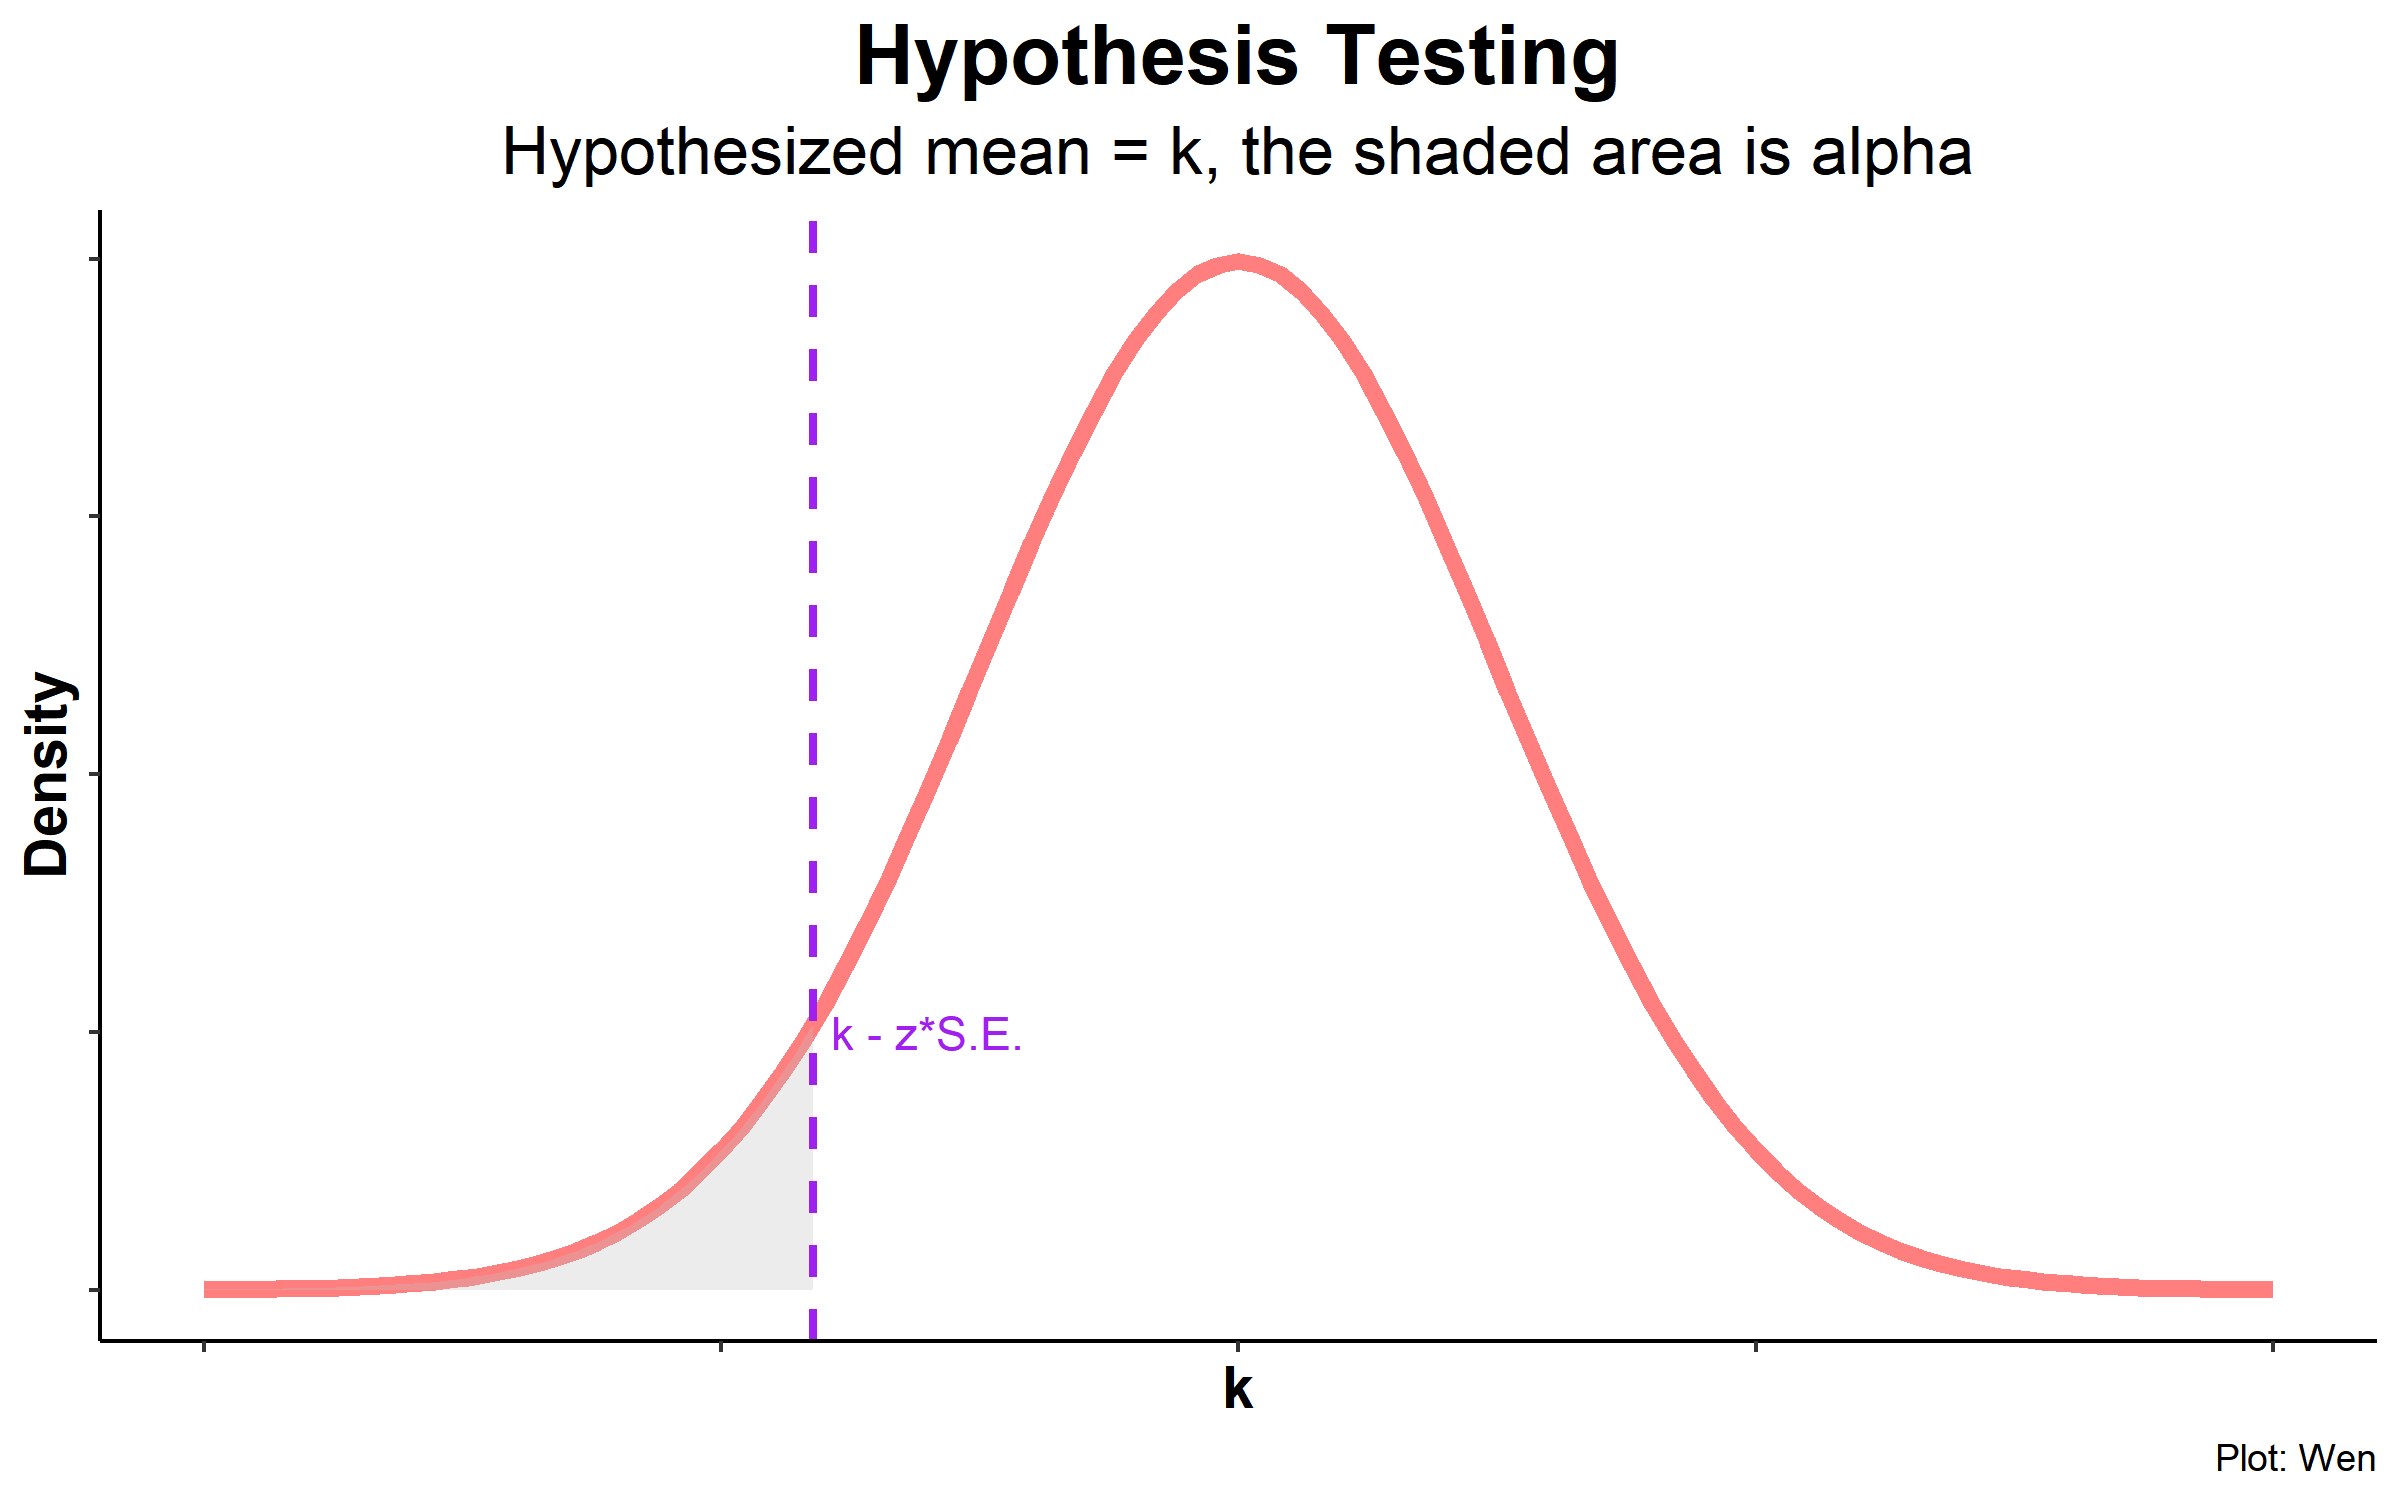 Hypothesis Testing
Hypothesized mean = k, the shaded area is alpha
Density
k - z*S.E.
k
Plot: Wen